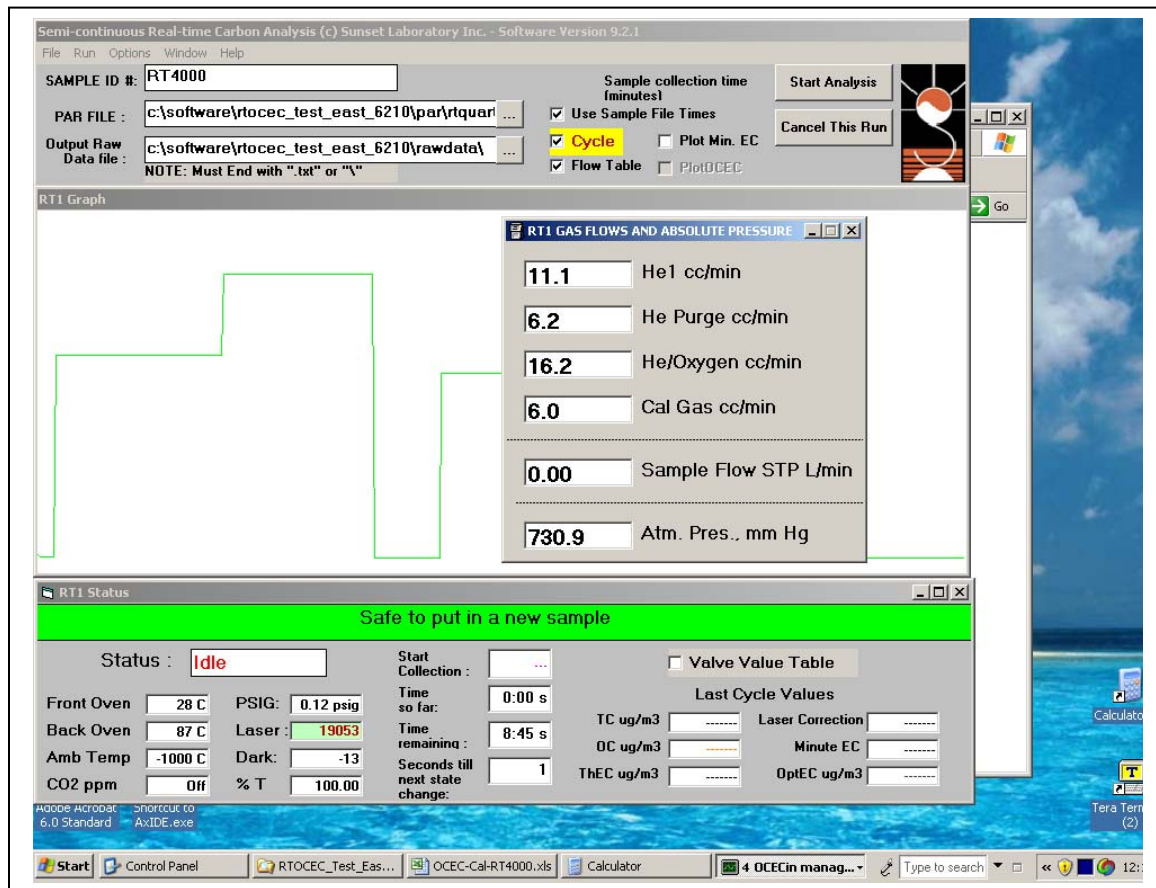 Semi-continuous Real-time Carbon Analysis (c) Sunset Laboratory Inc. - Software Version 9.2.1
File Run Options Window Help
SAMPLE ID #: RT4000
PAR FILE : c:\software\rtocec_test_east_6210\par\rtquart ...
Output Raw Data file : c:\software\rtocec_test_east_6210\rawdata\ ...
NOTE: Must End with ".txt" or "\"
Sample collection time
(minutes)
Use Sample File Times
Cycle Plot Min. EC
Flow Table PlotOCEC
Start Analysis
Cancel This Run
Go
RT1 Graph
RT1 GAS FLOWS AND ABSOLUTE PRESSURE
11.1 He1 cc/min
6.2 He Purge cc/min
16.2 He/Oxygen cc/min
6.0 Cal Gas cc/min
0.00 Sample Flow STP L/min
730.9 Atm. Pres., mm Hg
RT1 Status
Safe to put in a new sample
Status : Idle
Front Oven 28 C PSIG: 0.12 psig
Back Oven 87 C Laser : 19053
Amb Temp -1000 C Dark: -13
CO2 ppm Off % T 100.00
Start Collection : ...
Time so far: 0:00 s
Time remaining : 8:45 s
Seconds till next state change: 1
Valve Value Table
Last Cycle Values
TC ug/m3 ------- Laser Correction -------
OC ug/m3 ------- Minute EC -------
ThEC ug/m3 ------- OptEC ug/m3 -------
Calculato
Tera Term
(2)
Adobe Acrobat
6.0 Standard
Shortcut to
AxIDE.exe
Start Control Panel RTOCEC_Test_Eas... OCEC-Cal-RT4000.xls Calculator 4 OCECin manag... Type to search 12: